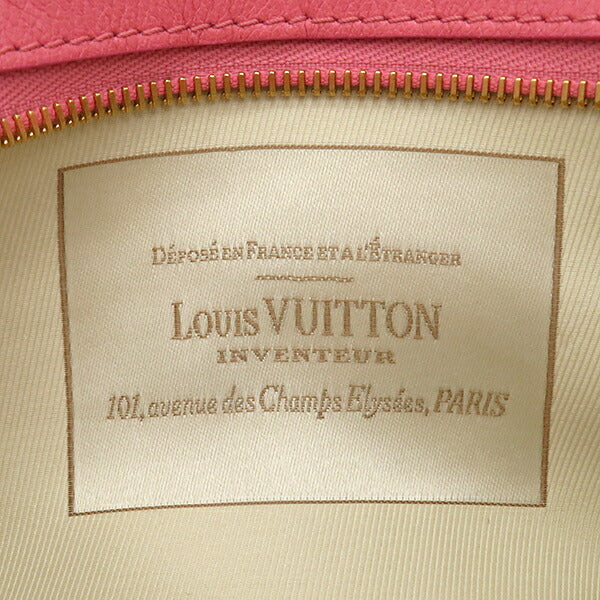 DÉPOSÉ EN FRANCE ET A L'ÉTRANGER
LOUIS VUITTON
INVENTEUR
101, avenue des Champs Elysées, PARIS